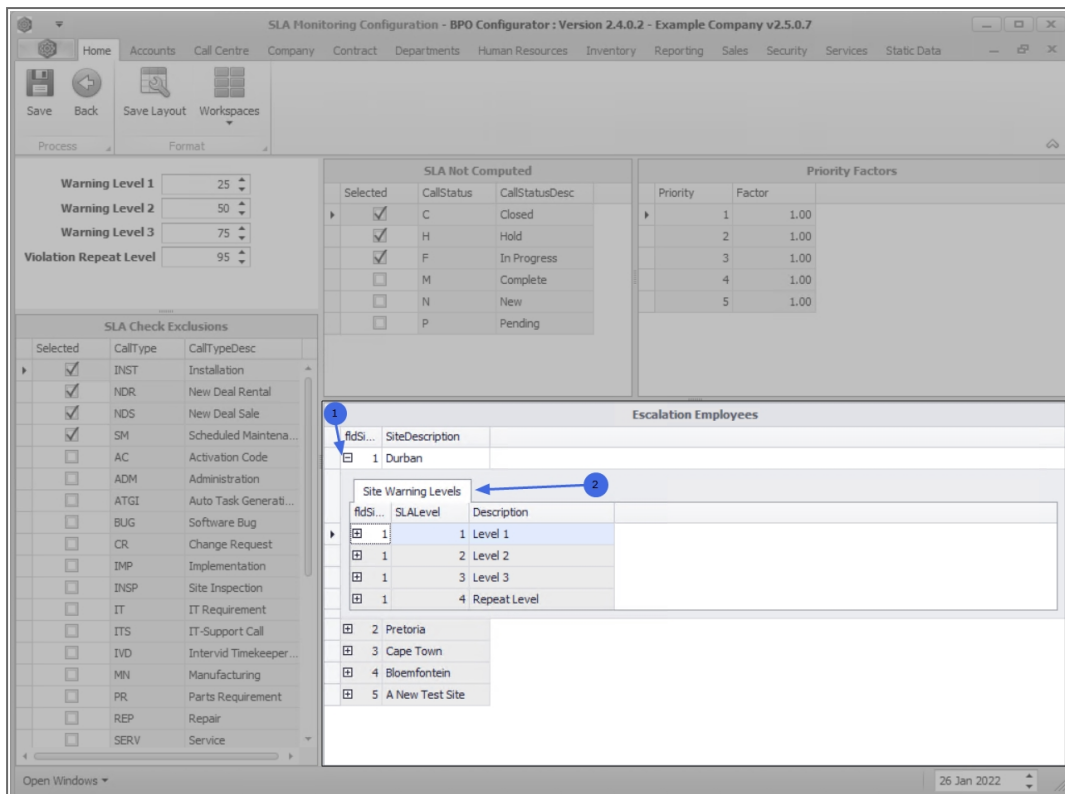 SLA Monitoring Configuration - BPO Configurator : Version 2.4.0.2 - Example Company v2.5.0.7
Home Accounts Call Centre Company Contract Departments Human Resources Inventory Reporting Sales Security Services Static Data
Save Back Save Layout Workspaces
Process Format
Warning Level 1 25
Warning Level 2 50
Warning Level 3 75
Violation Repeat Level 95
SLA Not Computed
Selected CallStatus CallStatusDesc
C Closed
H Hold
F In Progress
M Complete
N New
P Pending
Priority Factors
Priority Factor
1 1.00
2 1.00
3 1.00
4 1.00
5 1.00
SLA Check Exclusions
Selected CallType CallTypeDesc
INST Installation
NDR New Deal Rental
NDS New Deal Sale
SM Scheduled Maintena...
AC Activation Code
ADM Administration
ATGI Auto Task Generati...
BUG Software Bug
CR Change Request
IMP Implementation
INSP Site Inspection
IT IT Requirement
ITS IT-Support Call
IVD Intervid Timekeeper...
MN Manufacturing
PR Parts Requirement
REP Repair
SERV Service
1
Escalation Employees
fldSi... SiteDescription
1 Durban
Site Warning Levels
2
fldSi... SLALevel Description
1 1 Level 1
1 2 Level 2
1 3 Level 3
1 4 Repeat Level
2 Pretoria
3 Cape Town
4 Bloemfontein
5 A New Test Site
Open Windows 26 Jan 2022